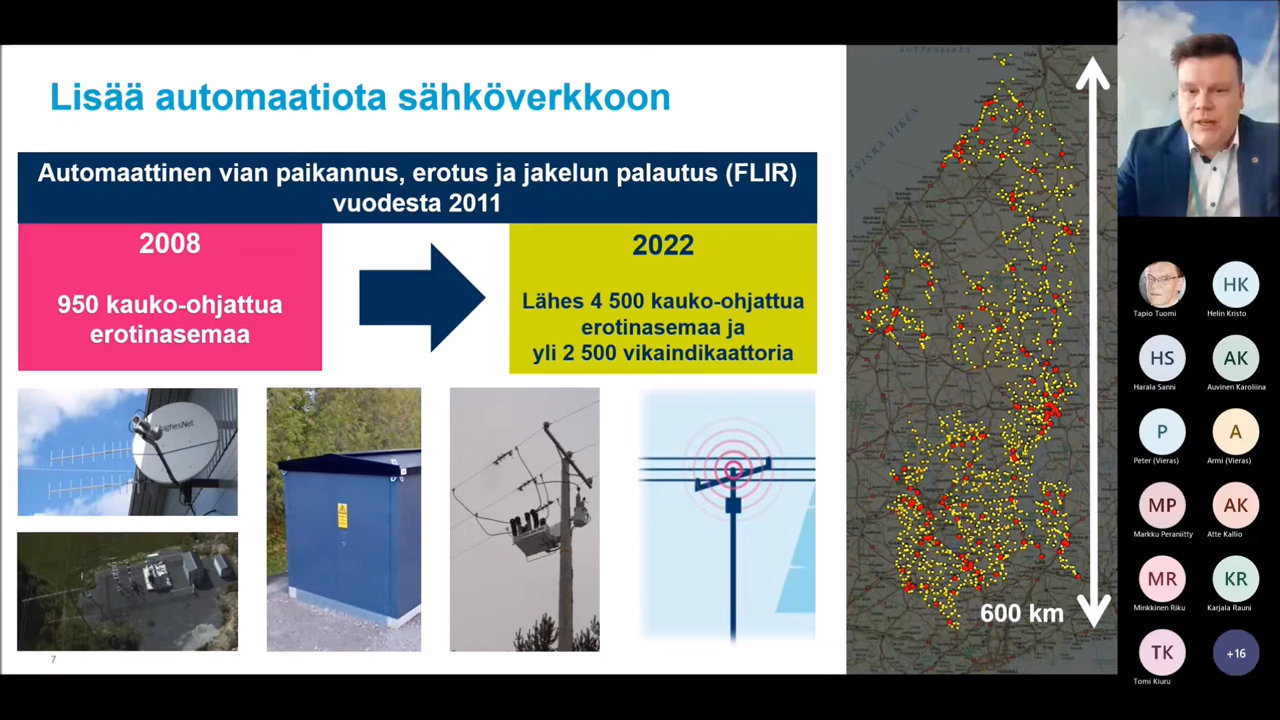 Lisää automaatiota sähköverkkoon
Automaattinen vian paikannus, erotus ja jakelun palautus (FLIR)
vuodesta 2011
2008
950 kauko-ohjattua
erotinasemaa
2022
Lähes 4 500 kauko-ohjattua
erotinasemaa ja
yli 2 500 vikaindikaattoria
HughesNet
7
600 km
Tapio Tuomi
HK
Helin Kristo
HS
Harala Sanni
AK
Auvinen Karoliina
P
Peter (Vieras)
A
Armi (Vieras)
MP
Markku Peraniitty
AK
Atte Kallio
MR
Minkkinen Riku
KR
Karjala Rauni
TK
Tomi Kiuru
+16